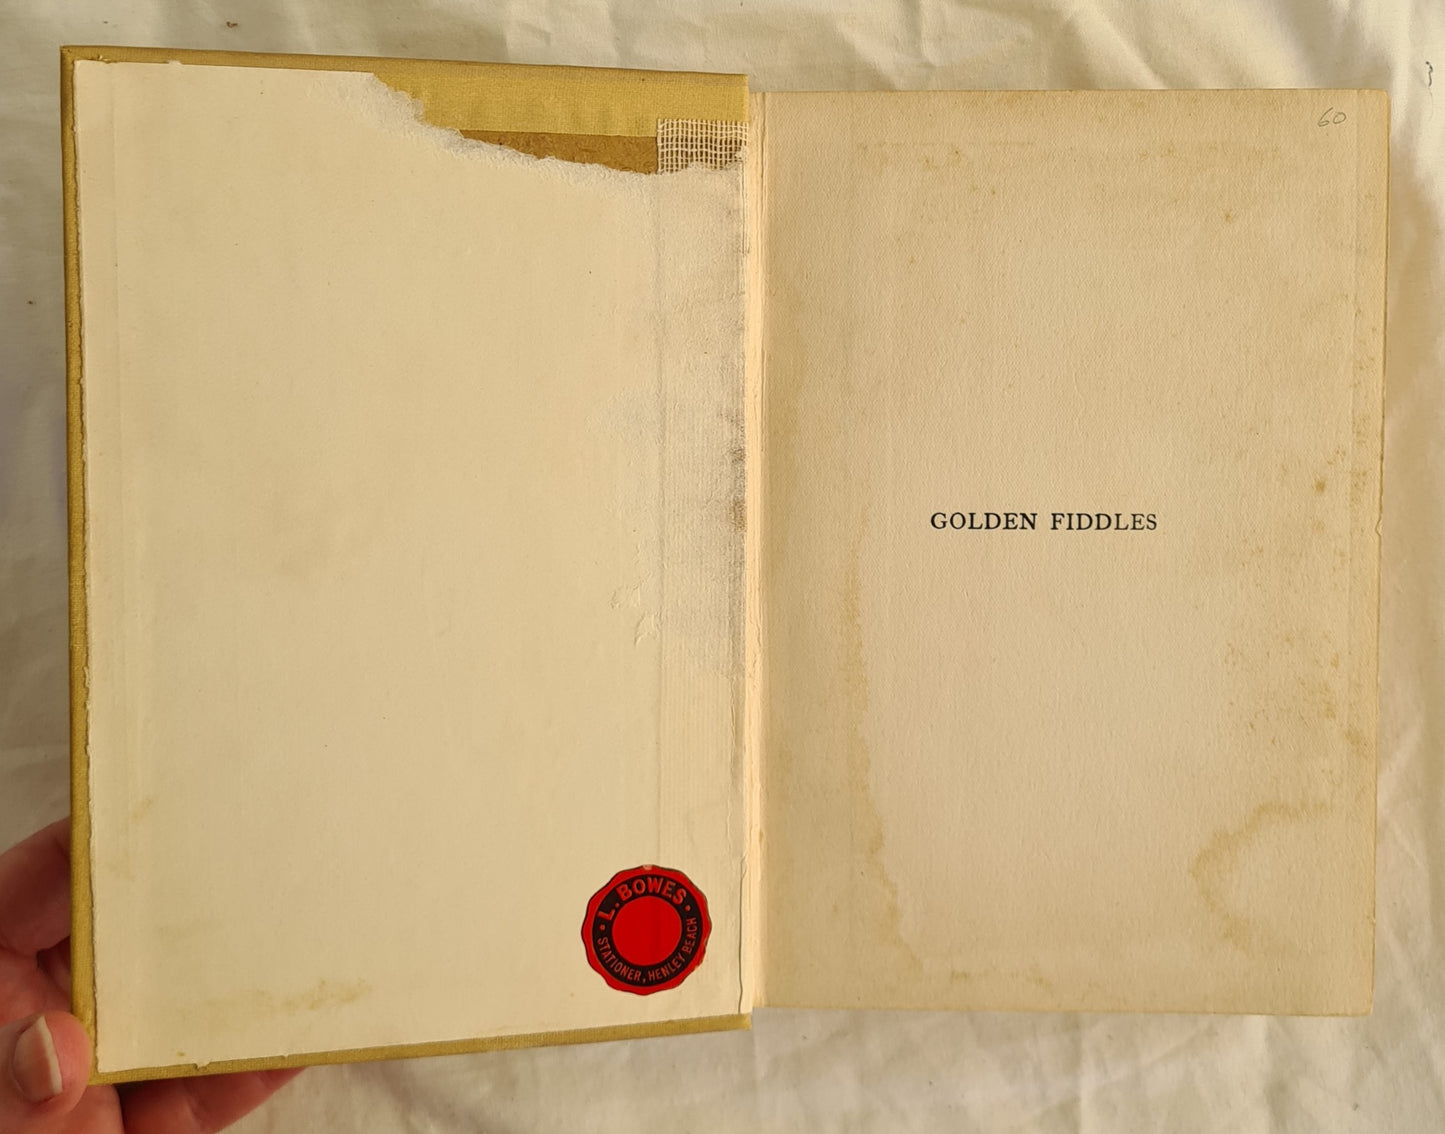 L. BOWES
STATIONER, HENLEY BEACH
60
GOLDEN FIDDLES